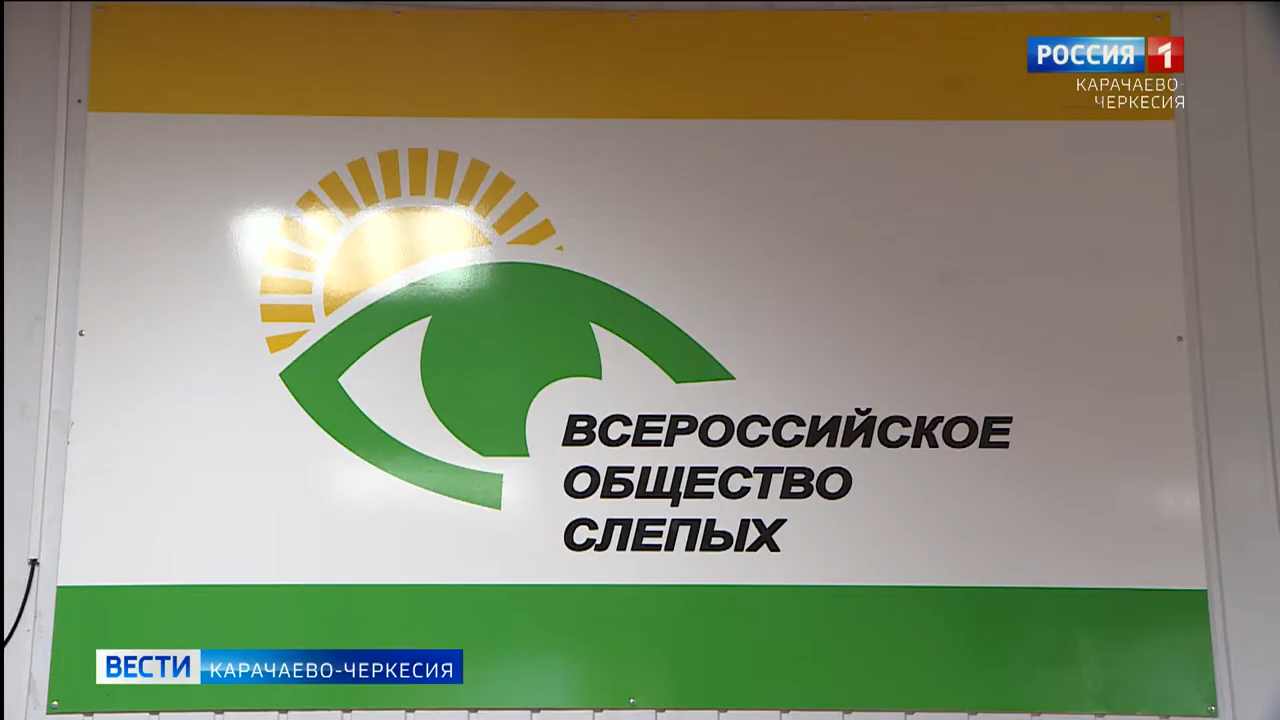 РОССИЯ 1
КАРАЧАЕВО-
ЧЕРКЕСИЯ
ВСЕРОССИЙСКОЕ
ОБЩЕСТВО
СЛЕПЫХ
ВЕСТИ КАРАЧАЕВО-ЧЕРКЕСИЯ